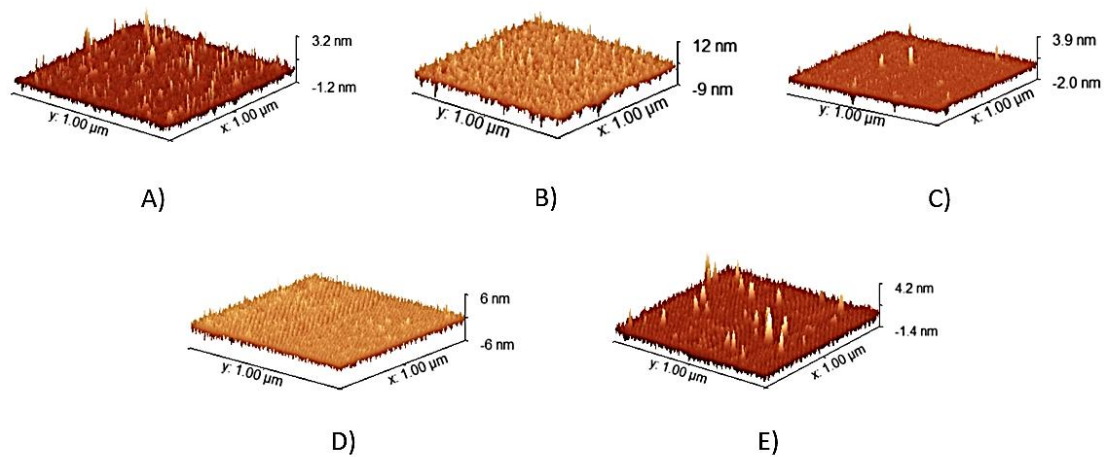 3.2 nm
-1.2 nm
y: 1.00 µm
x: 1.00 µm
A)
12 nm
-9 nm
y: 1.00 µm
x: 1.00 µm
B)
3.9 nm
-2.0 nm
y: 1.00 µm
x: 1.00 µm
C)
6 nm
-6 nm
y: 1.00 µm
x: 1.00 µm
D)
4.2 nm
-1.4 nm
y: 1.00 µm
x: 1.00 µm
E)